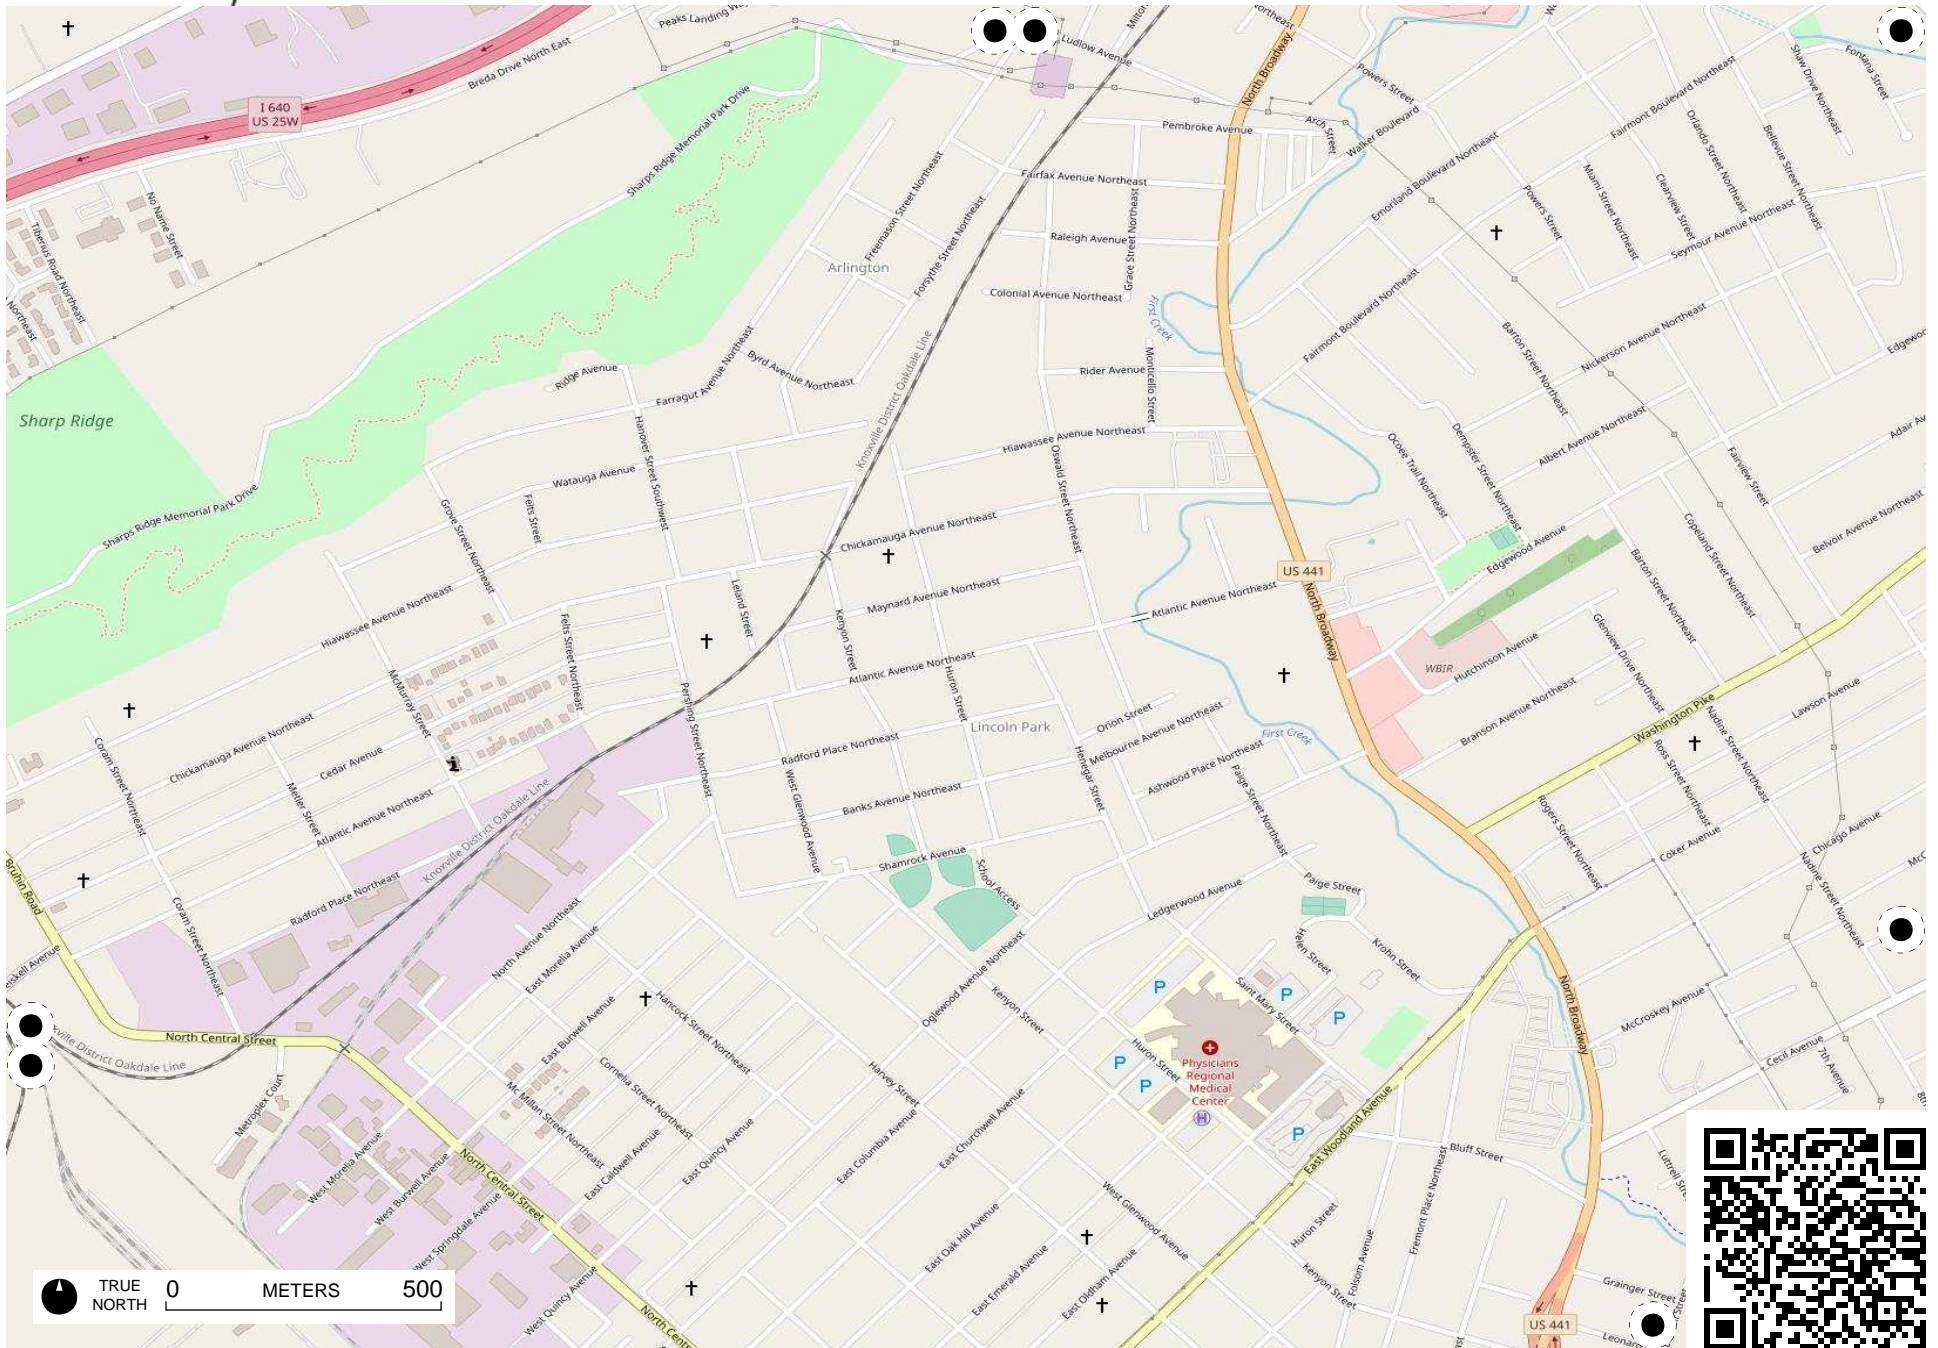 Peaks Landing
Ludlow Avenue
Milton
North Broadway
Powers Street
Shaw Drive Northeast
Fontana Street
Breda Drive North East
I 640
US 25W
Sharps Ridge Memorial Park Drive
Pembroke Avenue
Arch Street
Walker Boulevard
Fairmont Boulevard Northeast
Orlando Street Northeast
Bellevue Street Northeast
Emoriland Boulevard Northeast
Fairfax Avenue Northeast
Freemason Street Northeast
Forsythe Street Northeast
Miami Street Northeast
Clearview Street
Powers Street
Seymour Avenue Northeast
No Name Street
Tiberius Road Northeast
Northeast
Raleigh Avenue
Grace Street Northeast
Arlington
Colonial Avenue Northeast
First Creek
Fairmont Boulevard Northeast
Barton Street Northeast
Nickerson Avenue Northeast
Knoxville District Oakdale Line
Byrd Avenue Northeast
Ridge Avenue
Farragut Avenue Northeast
Rider Avenue
Monticello Street
Sharp Ridge
Hanover Street Southwest
Hiawassee Avenue Northeast
Oswald Street Northeast
Ocoee Trail Northeast
Dempster Street Northeast
Albert Avenue Northeast
Fairview Street
Adair Av
Watauga Avenue
Felts Street
Grove Street Northeast
Sharps Ridge Memorial Park Drive
Chickamauga Avenue Northeast
Copeland Street Northeast
Belvoir Avenue Northeast
Edgewood Avenue
US 441
North Broadway
Barton Street Northeast
Leland Street
Maynard Avenue Northeast
Atlantic Avenue Northeast
Hiawassee Avenue Northeast
Felts Street Northeast
Kenyon Street
Glenview Drive Northeast
Hutchinson Avenue
WBIR
McMurray Street
Pershing Street Northeast
Atlantic Avenue Northeast
Huron Street
Lincoln Park
Orion Street
Melbourne Avenue Northeast
First Creek
Branson Avenue Northeast
Lawson Avenue
Washington Pike
Chickamauga Avenue Northeast
Coram Street Northeast
Cedar Avenue
Metler Street
Atlantic Avenue Northeast
Radford Place Northeast
West Glenwood Avenue
Banks Avenue Northeast
Henegar Street
Ashwood Place Northeast
Paige Street Northeast
Ross Street Northeast
Nadine Street Northeast
Rogers Street Northeast
Coker Avenue
Chicago Avenue
Nadine Street Northeast
Knoxville District Oakdale Line
Bruhin Road
Radford Place Northeast
Shamrock Avenue
School Access
Ledgerwood Avenue
Paige Street
Coram Street Northeast
North Avenue Northeast
East Morelia Avenue
Oglewood Avenue Northeast
Helen Street
Krohn Street
Saint Mary Street
P
P
P
P
P
P
Kenyon Street
Huron Street
Physicians
Regional
Medical
Center
H
North Broadway
McCroskey Avenue
Cecil Avenue
7th Avenue
North Central Street
District Oakdale Line
Hancock Street Northeast
East Burwell Avenue
Cornelia Street Northeast
Harvey Street
Metroplex Court
Mc Millan Street Northeast
East Caldwell Avenue
East Quincy Avenue
East Columbia Avenue
East Churchwell Avenue
East Woodland Avenue
Bluff Street
West Morelia Avenue
West Burwell Avenue
North Central Street
West Springdale Avenue
West Glenwood Avenue
Huron Street
Fremont Place Northeast
Folsom Avenue
East Oak Hill Avenue
East Emerald Avenue
East Oldham Avenue
Kenyon Street
Grainger Street
West Quincy Avenue
US 441
TRUE
NORTH
0 METERS 500